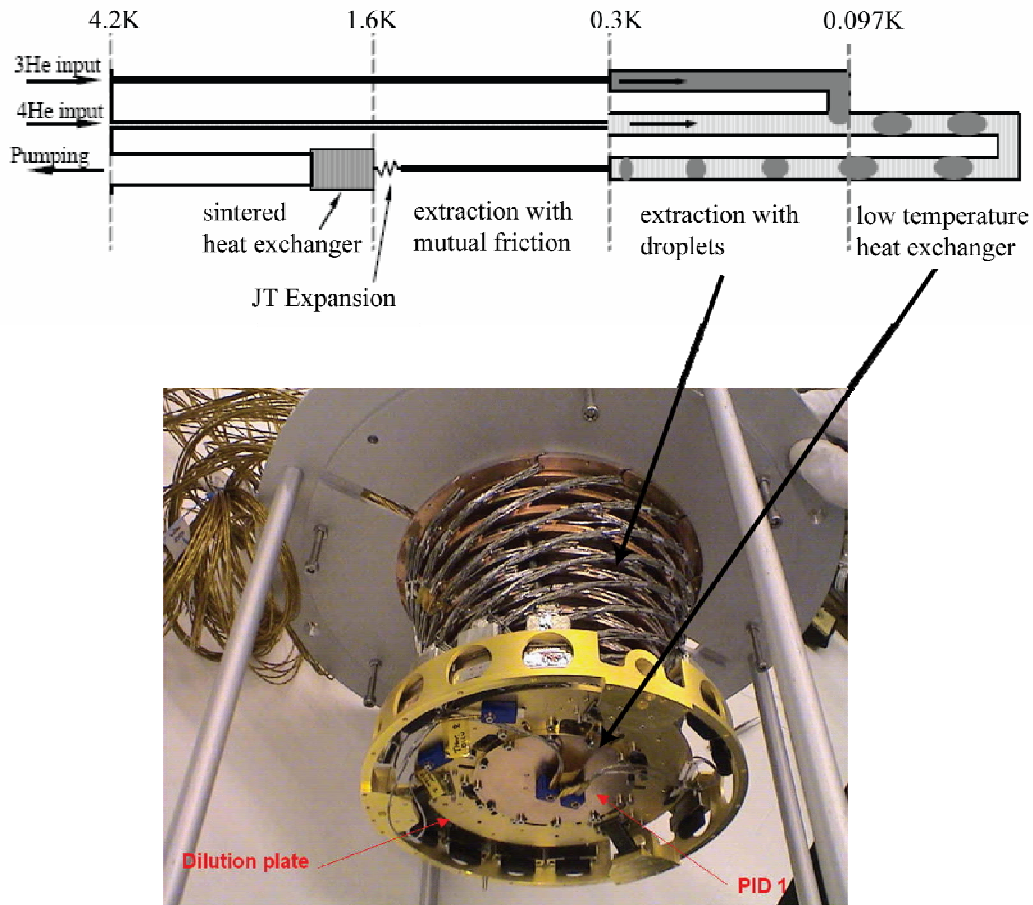 4.2K 1.6K 0.3K 0.097K
3He input
4He input
Pumping
sintered
heat exchanger
extraction with
mutual friction
extraction with
droplets
low temperature
heat exchanger
JT Expansion
Dilution plate
PID 1